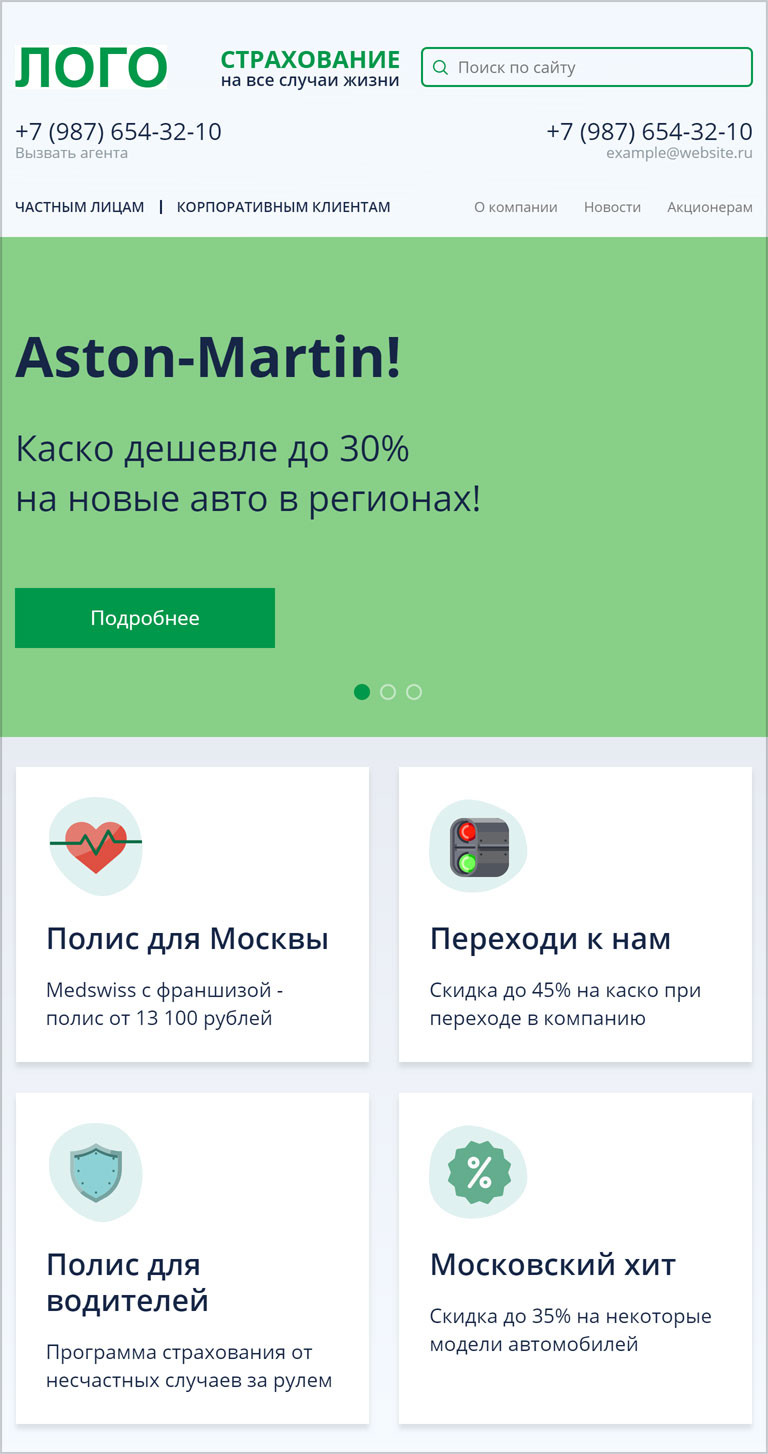 ЛОГО
СТРАХОВАНИЕ
на все случаи жизни
Поиск по сайту
+7 (987) 654-32-10
Вызвать агента
+7 (987) 654-32-10
example@website.ru
ЧАСТНЫМ ЛИЦАМ | КОРПОРАТИВНЫМ КЛИЕНТАМ
О компании Новости Акционерам
Aston-Martin!
Каско дешевле до 30%
на новые авто в регионах!
Подробнее
Полис для Москвы
Medswiss с франшизой -
полис от 13 100 рублей
Переходи к нам
Скидка до 45% на каско при
переходе в компанию
Полис для
водителей
Программа страхования от
несчастных случаев за рулем
%
Московский хит
Скидка до 35% на некоторые
модели автомобилей